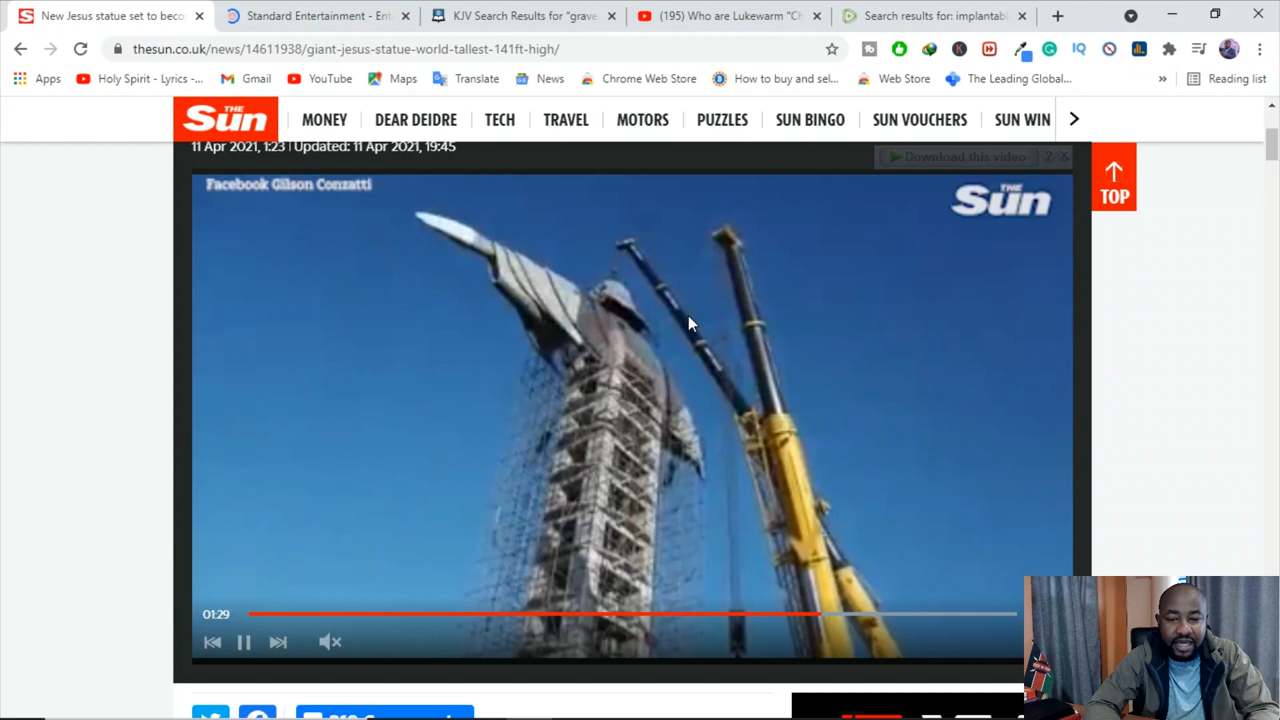 New Jesus statue set to beco
Standard Entertainment - Ent
KJV Search Results for "grave
(195) Who are Lukewarm "Ch
Search results for: implantab
thesun.co.uk/news/14611938/giant-jesus-statue-world-tallest-141ft-high/
Apps
Holy Spirit - Lyrics -...
Gmail
YouTube
Maps
Translate
News
Chrome Web Store
How to buy and sel...
Web Store
The Leading Global...
»
Reading list
THE Sun
MONEY
DEAR DEIDRE
TECH
TRAVEL
MOTORS
PUZZLES
SUN BINGO
SUN VOUCHERS
SUN WIN
11 Apr 2021, 1:23 | Updated: 11 Apr 2021, 19:45
Download this video ? X
TOP
Facebook Gilson Conzatti
THE Sun
01:29